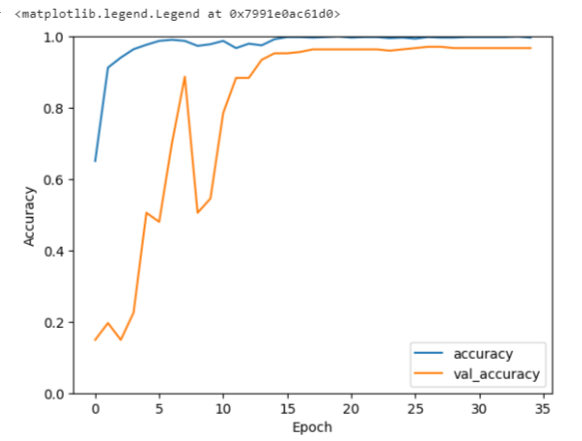 <matplotlib.legend.Legend at 0x7991e0ac61d0>
1.0
0.8
0.6
0.4
0.2
0.0
Accuracy
accuracy
val_accuracy
0 5 10 15 20 25 30 35
Epoch